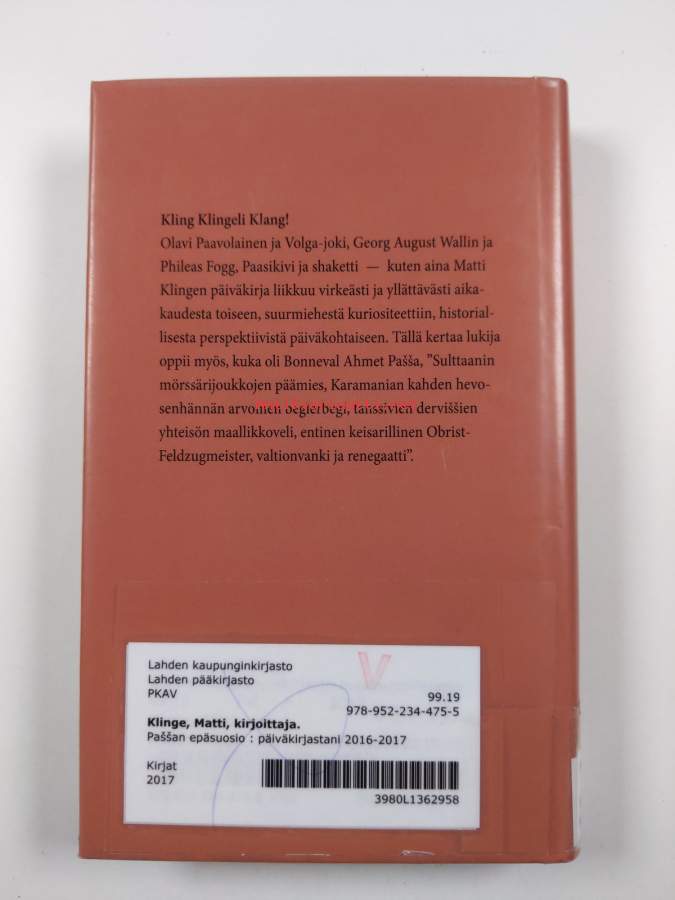 Kling Klingeli Klang!
Olavi Paavolainen ja Volga-joki, Georg August Wallin ja
Phileas Fogg, Paasikivi ja shaketti — kuten aina Matti
Klingen päiväkirja liikkuu virkeästi ja yllättävästi aika-
kaudesta toiseen, suurmiehestä kuriositeettiin, historial-
lisesta perspektiivistä päiväkohtaiseen. Tällä kertaa lukija
oppii myös, kuka oli Bonneval Ahmet Pašša, ”Sulttaanin
mörssärijoukkojen päämies, Karamanian kahden hevo-
senhännän arvoinen beglerbegi, tanssivien derviššien
yhteisön maallikkoveli, entinen keisarillinen Obrist-
Feldzugmeister, valtionvanki ja renegaatti”.
Lahden kaupunginkirjasto
Lahden pääkirjasto
PKAV 99.19
978-952-234-475-5
Klinge, Matti, kirjoittaja.
Paššan epäsuosio : päiväkirjastani 2016-2017
Kirjat
2017
3980L1362958
V